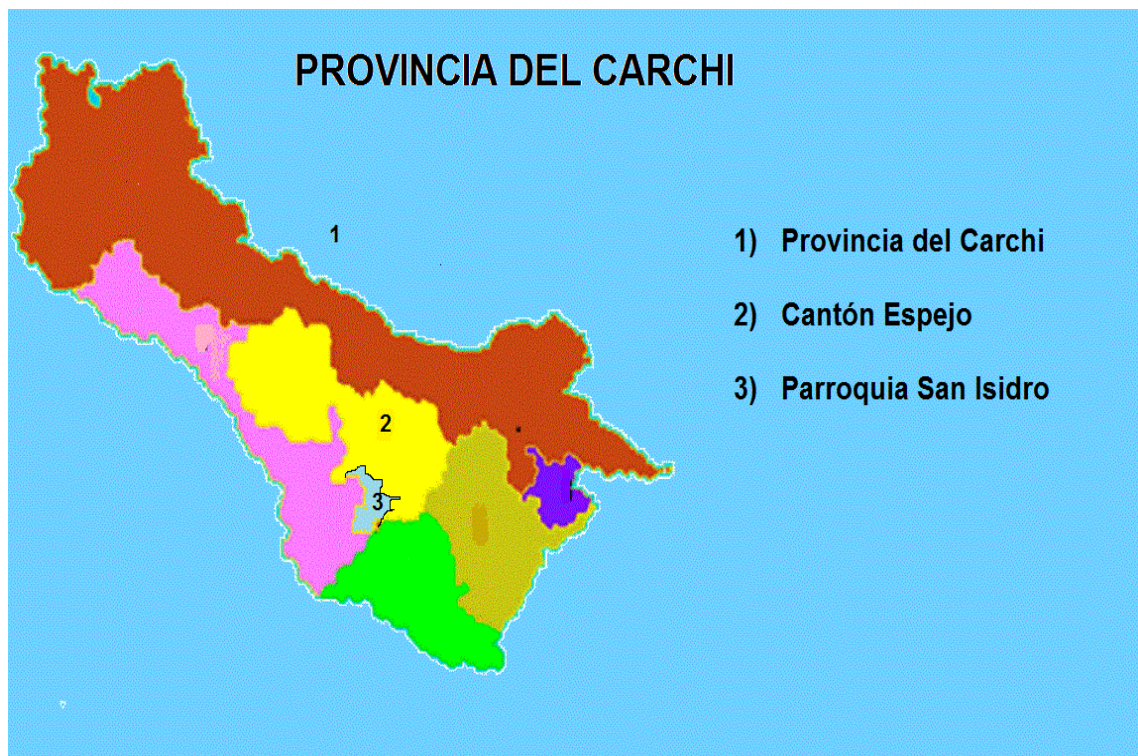 PROVINCIA DEL CARCHI
1
1) Provincia del Carchi
2) Cantón Espejo
3) Parroquia San Isidro
2
3